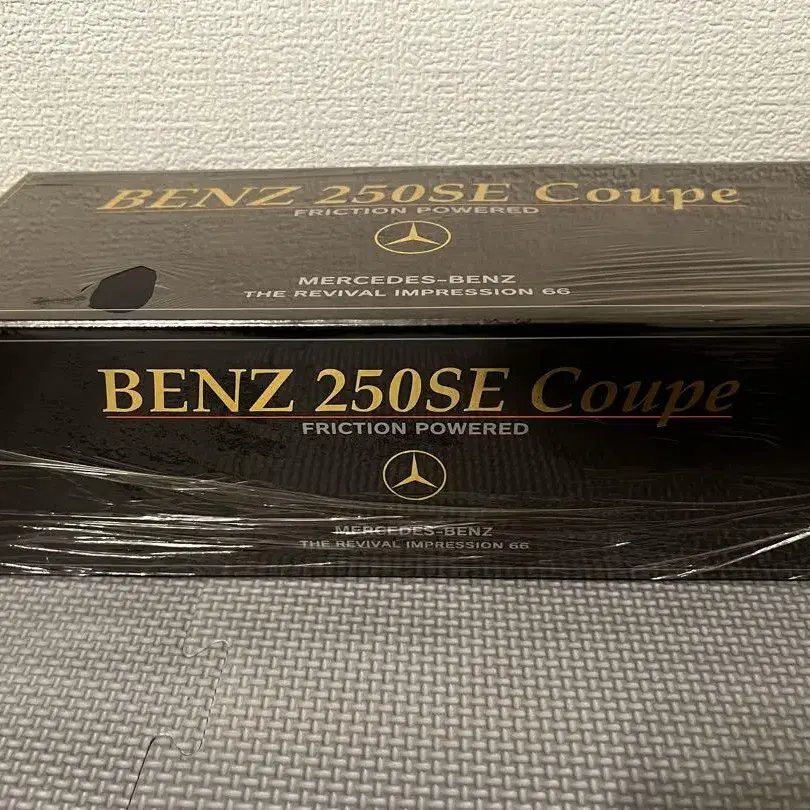 BENZ 250SE Coupe
FRICTION POWERED
MERCEDES-BENZ
THE REVIVAL IMPRESSION 66
BENZ 250SE Coupe
FRICTION POWERED
MERCEDES-BENZ
THE REVIVAL IMPRESSION 66